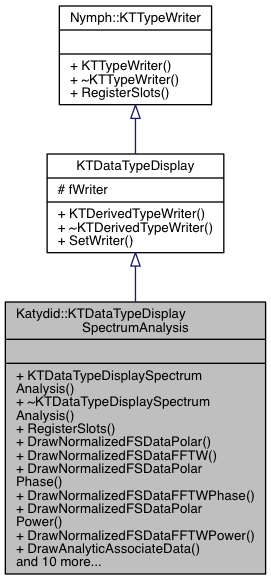 Nymph::KTTypeWriter
+ KTTypeWriter()
+ ~KTTypeWriter()
+ RegisterSlots()
KTDataTypeDisplay
# fWriter
+ KTDerivedTypeWriter()
+ ~KTDerivedTypeWriter()
+ SetWriter()
Katydid::KTDataTypeDisplay
SpectrumAnalysis
+ KTDataTypeDisplaySpectrum
Analysis()
+ ~KTDataTypeDisplaySpectrum
Analysis()
+ RegisterSlots()
+ DrawNormalizedFSDataPolar()
+ DrawNormalizedFSDataFFTW()
+ DrawNormalizedFSDataPolar
Phase()
+ DrawNormalizedFSDataFFTWPhase()
+ DrawNormalizedFSDataPolar
Power()
+ DrawNormalizedFSDataFFTWPower()
+ DrawAnalyticAssociateData()
and 10 more...